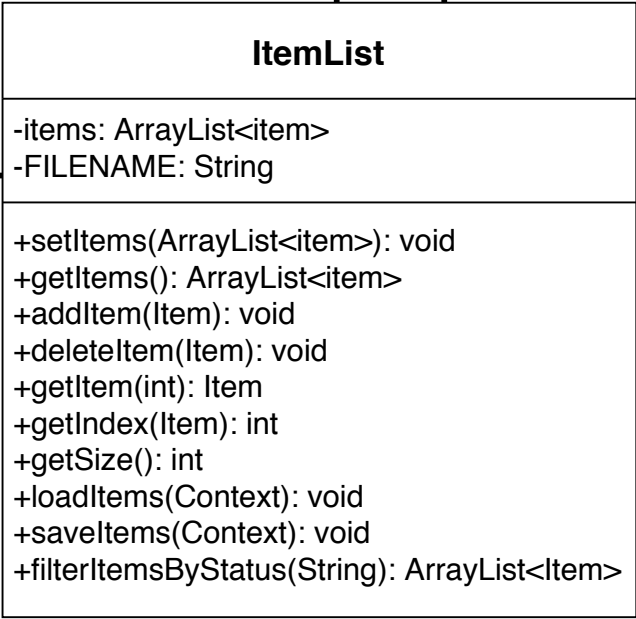 ItemList
-items: ArrayList<item>
-FILENAME: String
+setItems(ArrayList<item>): void
+getItems(): ArrayList<item>
+addItem(Item): void
+deleteItem(Item): void
+getItem(int): Item
+getIndex(Item): int
+getSize(): int
+loadItems(Context): void
+saveItems(Context): void
+filterItemsByStatus(String): ArrayList<Item>